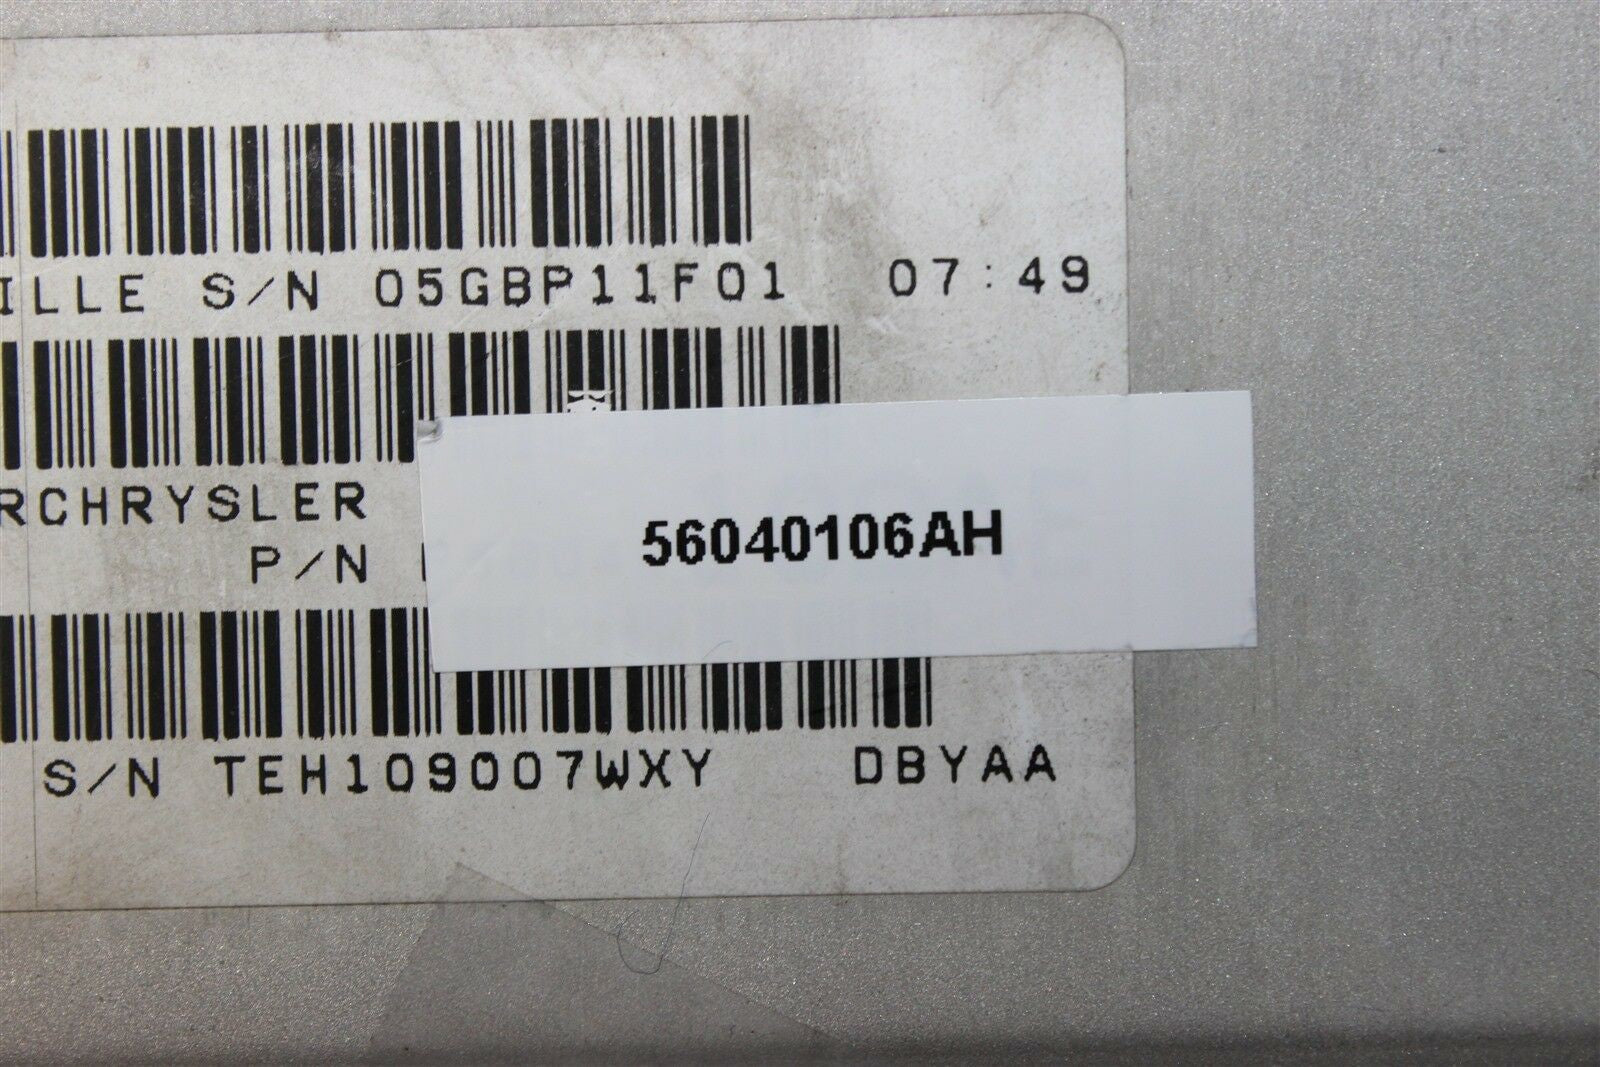 ILLE S/N 05GBP11F01 07:49
RCHRYSLER
P/N
56040106AH
S/N TEH109007WXY DBYAA